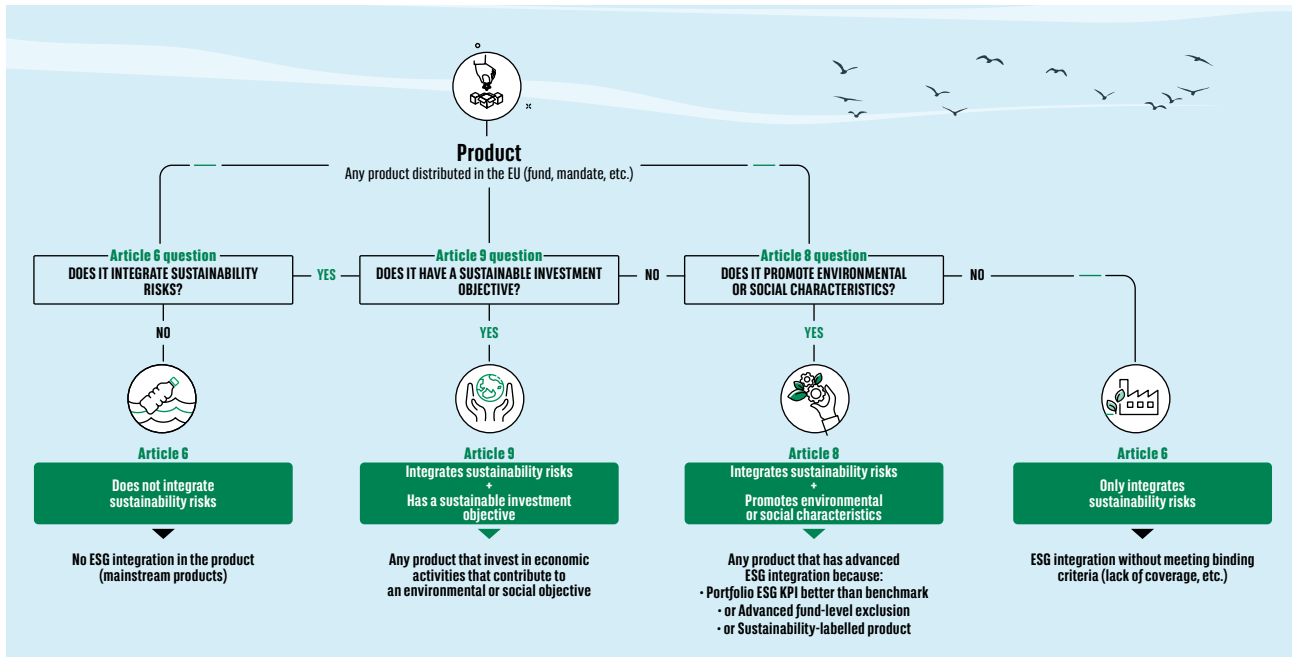 Product
Any product distributed in the EU (fund, mandate, etc.)
Article 6 question
DOES IT INTEGRATE SUSTAINABILITY
RISKS?
YES
Article 9 question
DOES IT HAVE A SUSTAINABLE INVESTMENT
OBJECTIVE?
NO
Article 8 question
DOES IT PROMOTE ENVIRONMENTAL
OR SOCIAL CHARACTERISTICS?
NO
NO
YES
YES
Article 6
Does not integrate
sustainability risks
No ESG integration in the product
(mainstream products)
Article 9
Integrates sustainability risks
+
Has a sustainable investment
objective
Any product that invest in economic
activities that contribute to
an environmental or social objective
Article 8
Integrates sustainability risks
+
Promotes environmental
or social characteristics
Any product that has advanced
ESG integration because:
• Portfolio ESG KPI better than benchmark
• or Advanced fund-level exclusion
• or Sustainability-labelled product
Article 6
Only integrates
sustainability risks
ESG integration without meeting binding
criteria (lack of coverage, etc.)